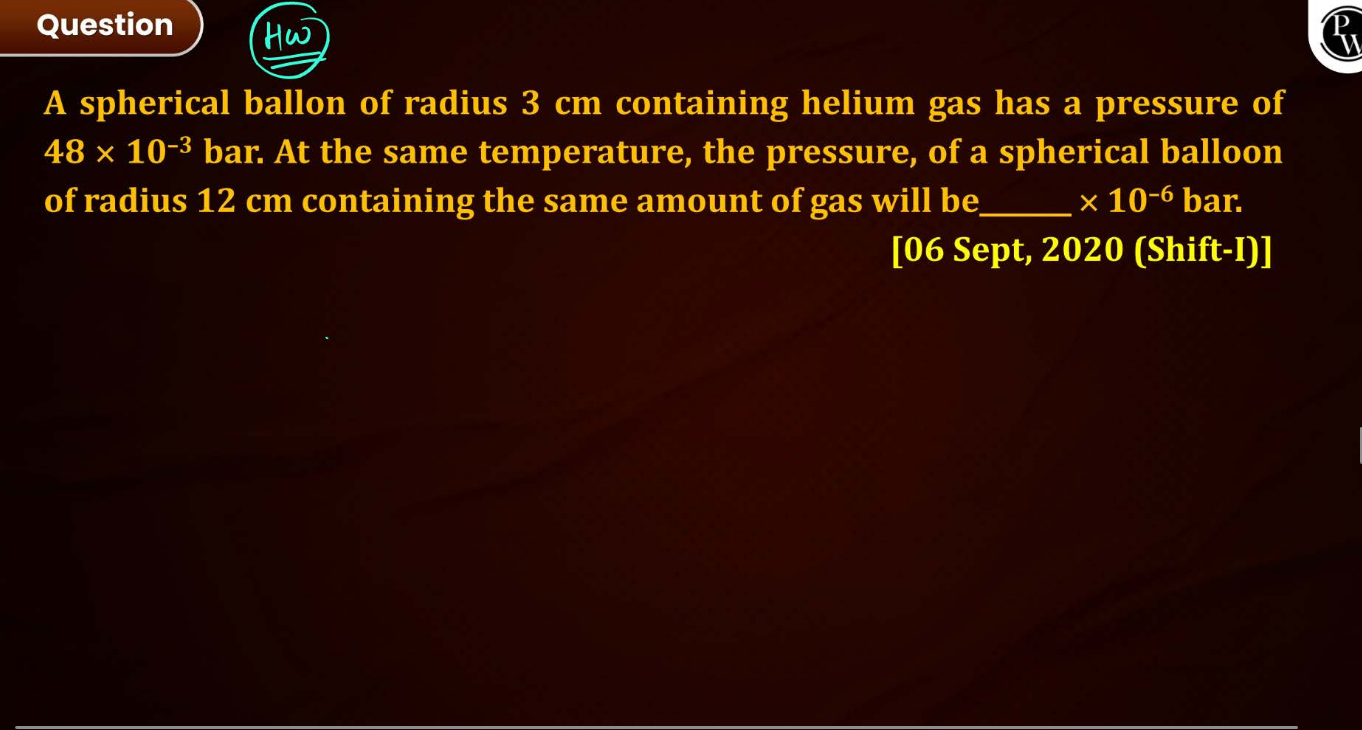 Question
HW
PW
A spherical ballon of radius 3 cm containing helium gas has a pressure of
48 × 10⁻³ bar. At the same temperature, the pressure, of a spherical balloon
of radius 12 cm containing the same amount of gas will be______ × 10⁻⁶ bar.
[06 Sept, 2020 (Shift-I)]